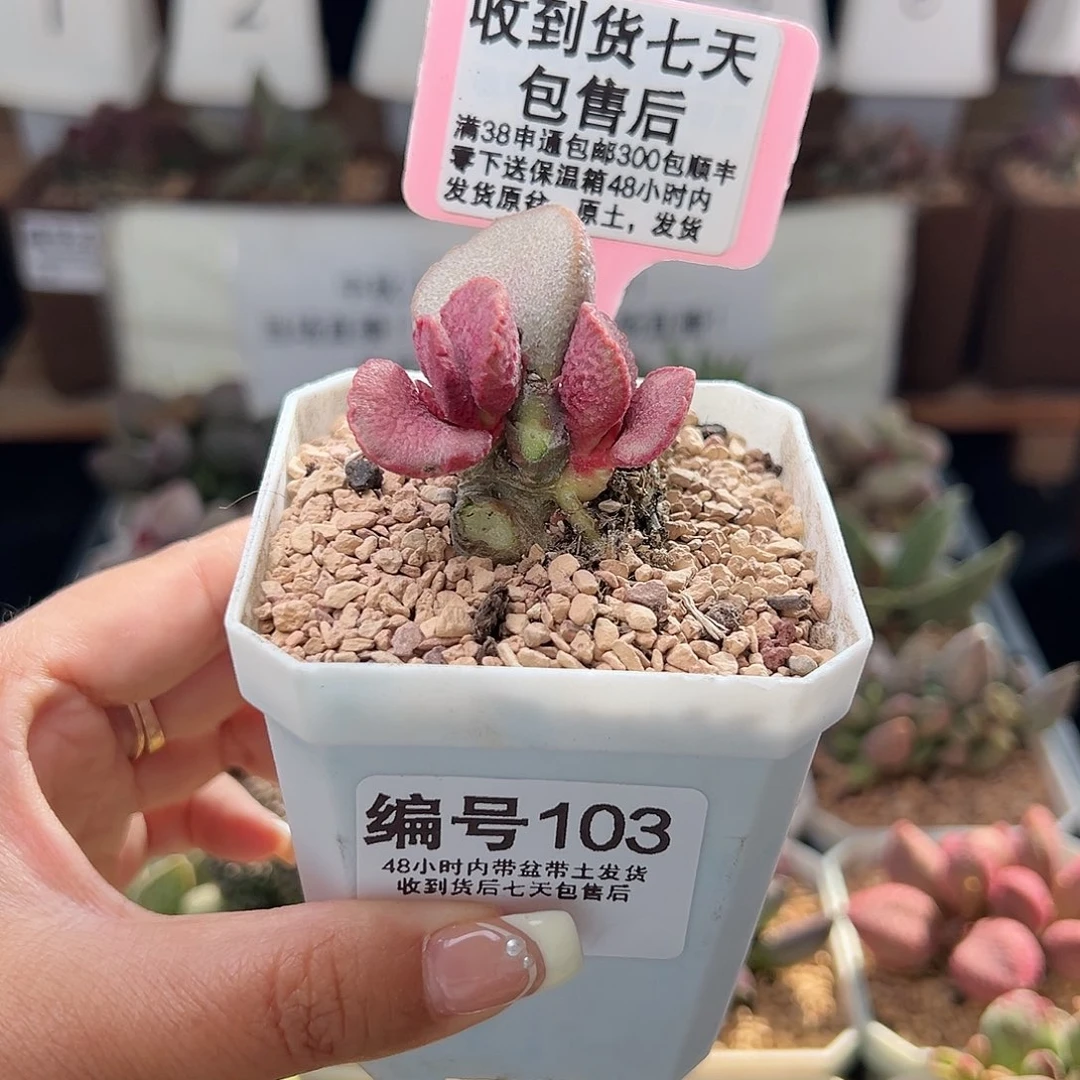 收到货七天
包售后
满38申通包邮300包顺丰
零下送保温箱48小时内
发货原盆 原土，发货
编号103
48小时内带盆带土发货
收到货后七天包售后